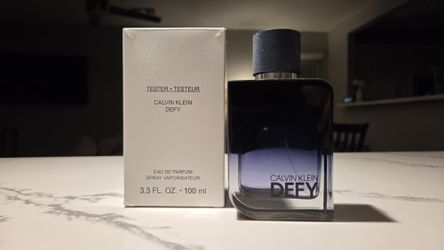 TESTER • TESTEUR
CALVIN KLEIN
DEFY
EAU DE PARFUM
SPRAY VAPORISATEUR
3.3 FL. OZ. • 100 ml
CALVIN KLEIN
DEFY